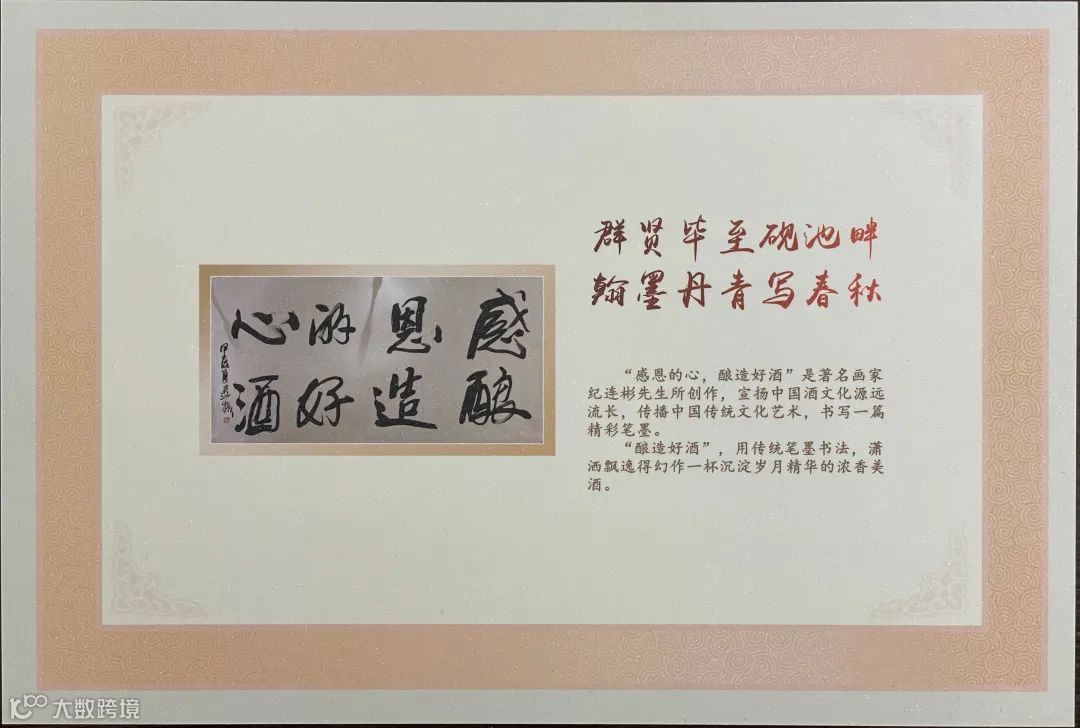 感恩的心
酿造好酒
甲辰夏
群贤毕至砚池畔
翰墨丹青写春秋
“感恩的心，酿造好酒”是著名画家
纪连彬先生所创作，宣扬中国酒文化源远
流长，传播中国传统文化艺术，书写一篇
精彩笔墨。
“酿造好酒”，用传统笔墨书法，潇
洒飘逸得幻作一杯沉淀岁月精华的浓香美
酒。
大数跨境